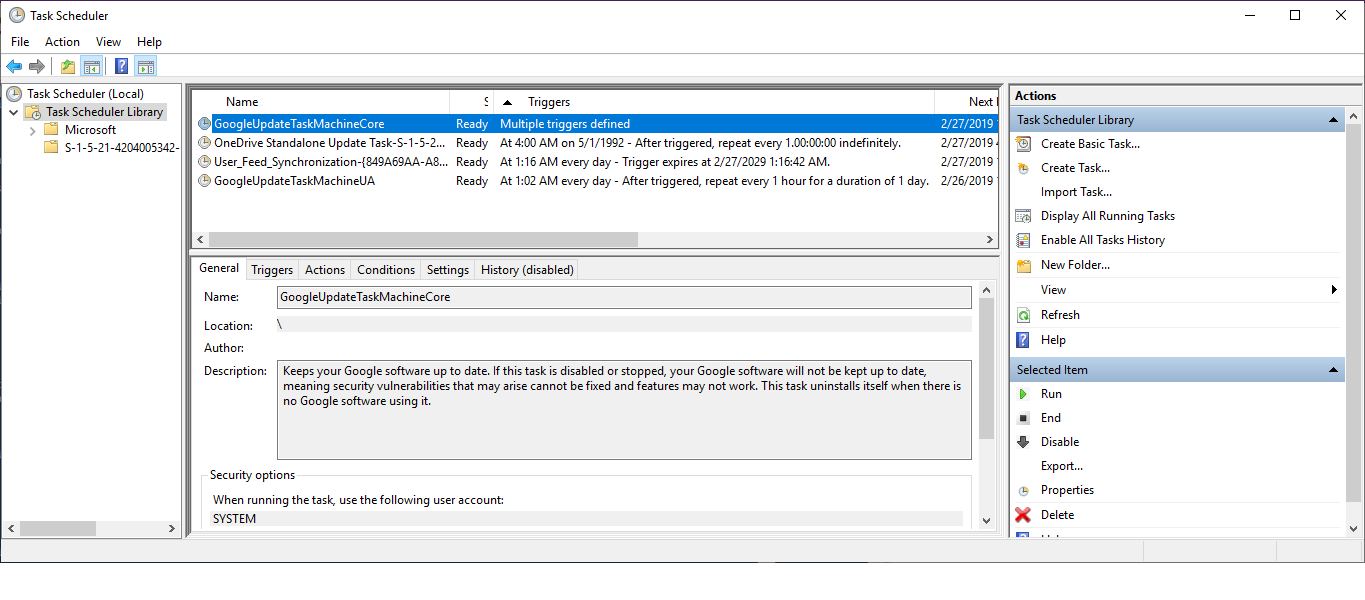 Task Scheduler
File Action View Help
Task Scheduler (Local)
Task Scheduler Library
Microsoft
S-1-5-21-4204005342-
Name S Triggers Next
GoogleUpdateTaskMachineCore Ready Multiple triggers defined 2/27/2019
OneDrive Standalone Update Task-S-1-5-2... Ready At 4:00 AM on 5/1/1992 - After triggered, repeat every 1.00:00:00 indefinitely. 2/27/2019
User_Feed_Synchronization-{849A69AA-A8... Ready At 1:16 AM every day - Trigger expires at 2/27/2029 1:16:42 AM. 2/27/2019
GoogleUpdateTaskMachineUA Ready At 1:02 AM every day - After triggered, repeat every 1 hour for a duration of 1 day. 2/26/2019
General Triggers Actions Conditions Settings History (disabled)
Name: GoogleUpdateTaskMachineCore
Location: \
Author:
Description: Keeps your Google software up to date. If this task is disabled or stopped, your Google software will not be kept up to date,
meaning security vulnerabilities that may arise cannot be fixed and features may not work. This task uninstalls itself when there is
no Google software using it.
Security options
When running the task, use the following user account:
SYSTEM
Actions
Task Scheduler Library
Create Basic Task...
Create Task...
Import Task...
Display All Running Tasks
Enable All Tasks History
New Folder...
View
Refresh
Help
Selected Item
Run
End
Disable
Export...
Properties
Delete